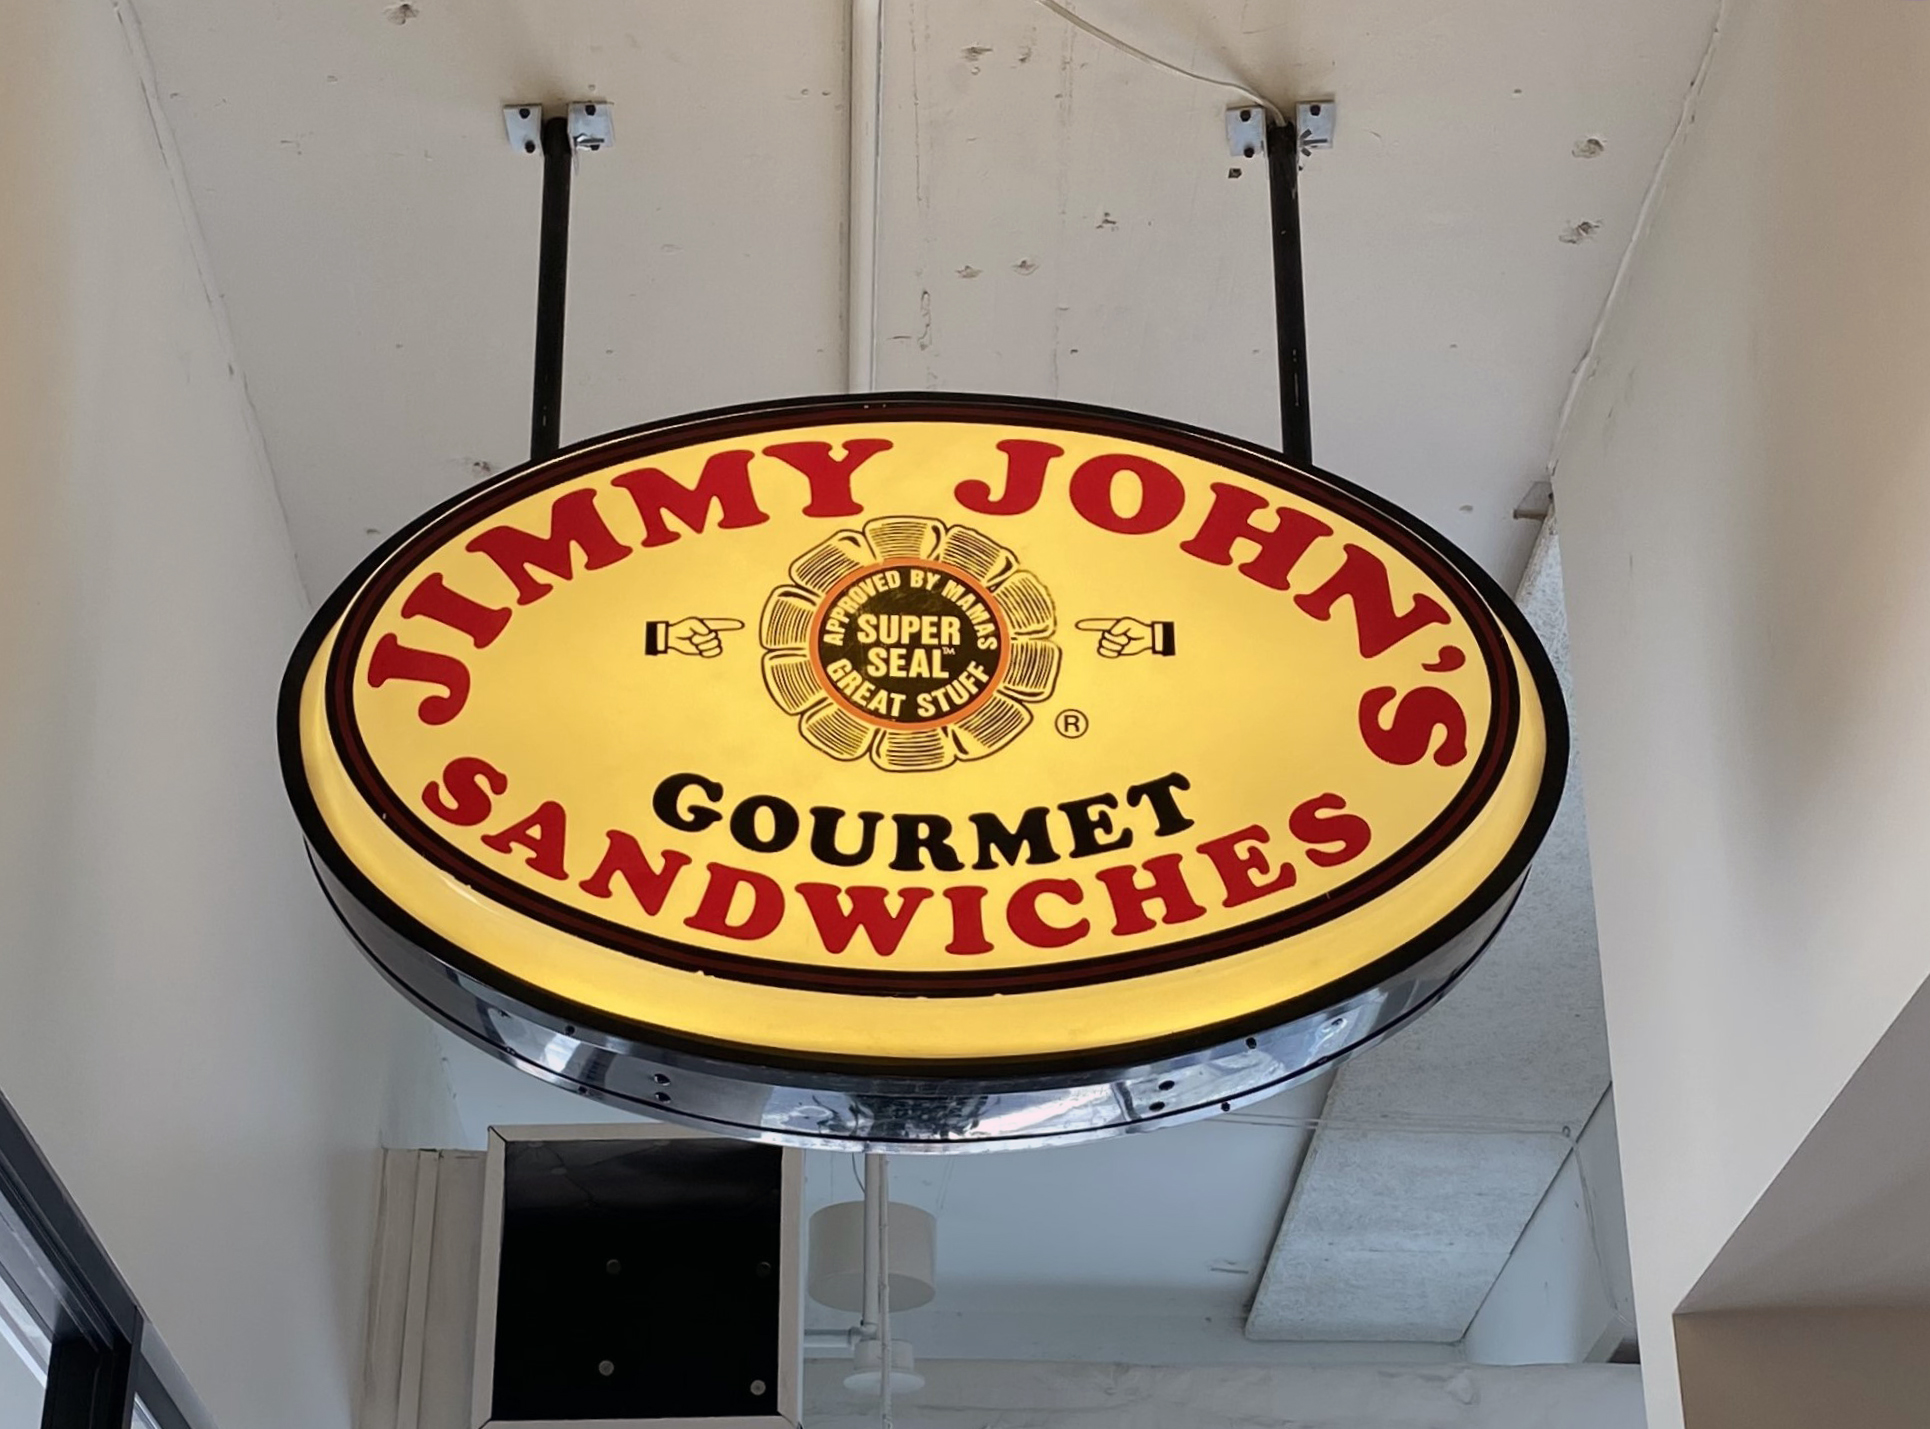 JIMMY JOHN'S
APPROVED BY MAMAS
SUPER
SEAL™
GREAT STUFF
®
GOURMET
SANDWICHES